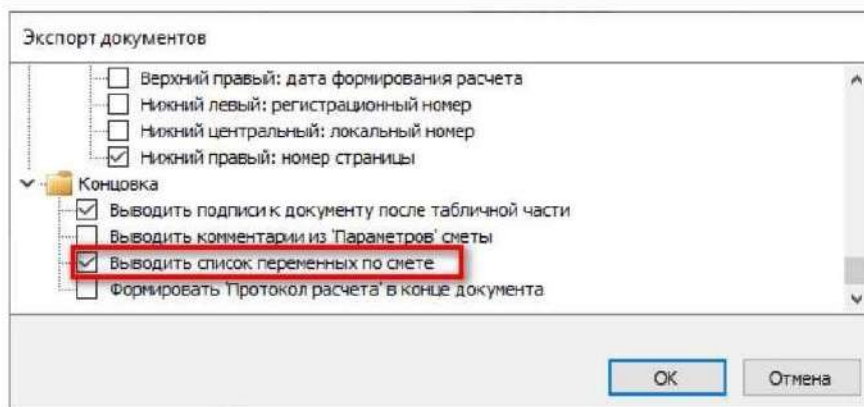 Экспорт документов
Верхний правый: дата формирования расчета
Нижний левый: регистрационный номер
Нижний центральный: локальный номер
Нижний правый: номер страницы
Концовка
Выводить подписи к документу после табличной части
Выводить комментарии из 'Параметров' сметы
Выводить список переменных по смете
Формировать 'Протокол расчета' в конце документа
OK
Отмена